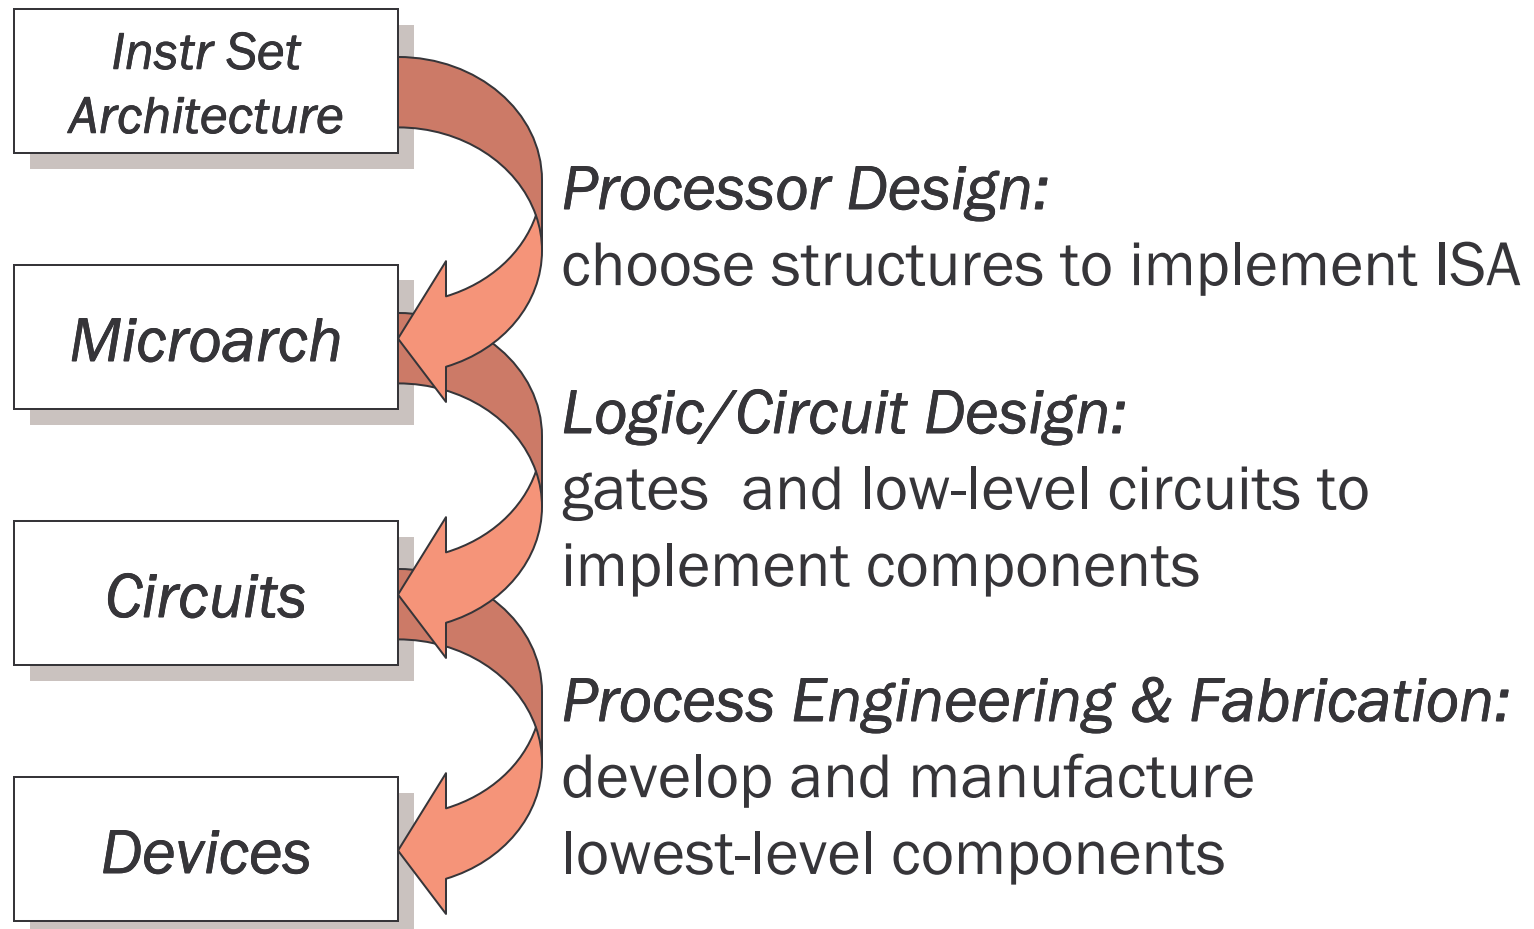 Instr Set
Architecture
Processor Design:
choose structures to implement ISA
Microarch
Logic/Circuit Design:
gates  and low-level circuits to
implement components
Circuits
Process Engineering & Fabrication:
develop and manufacture
lowest-level components
Devices